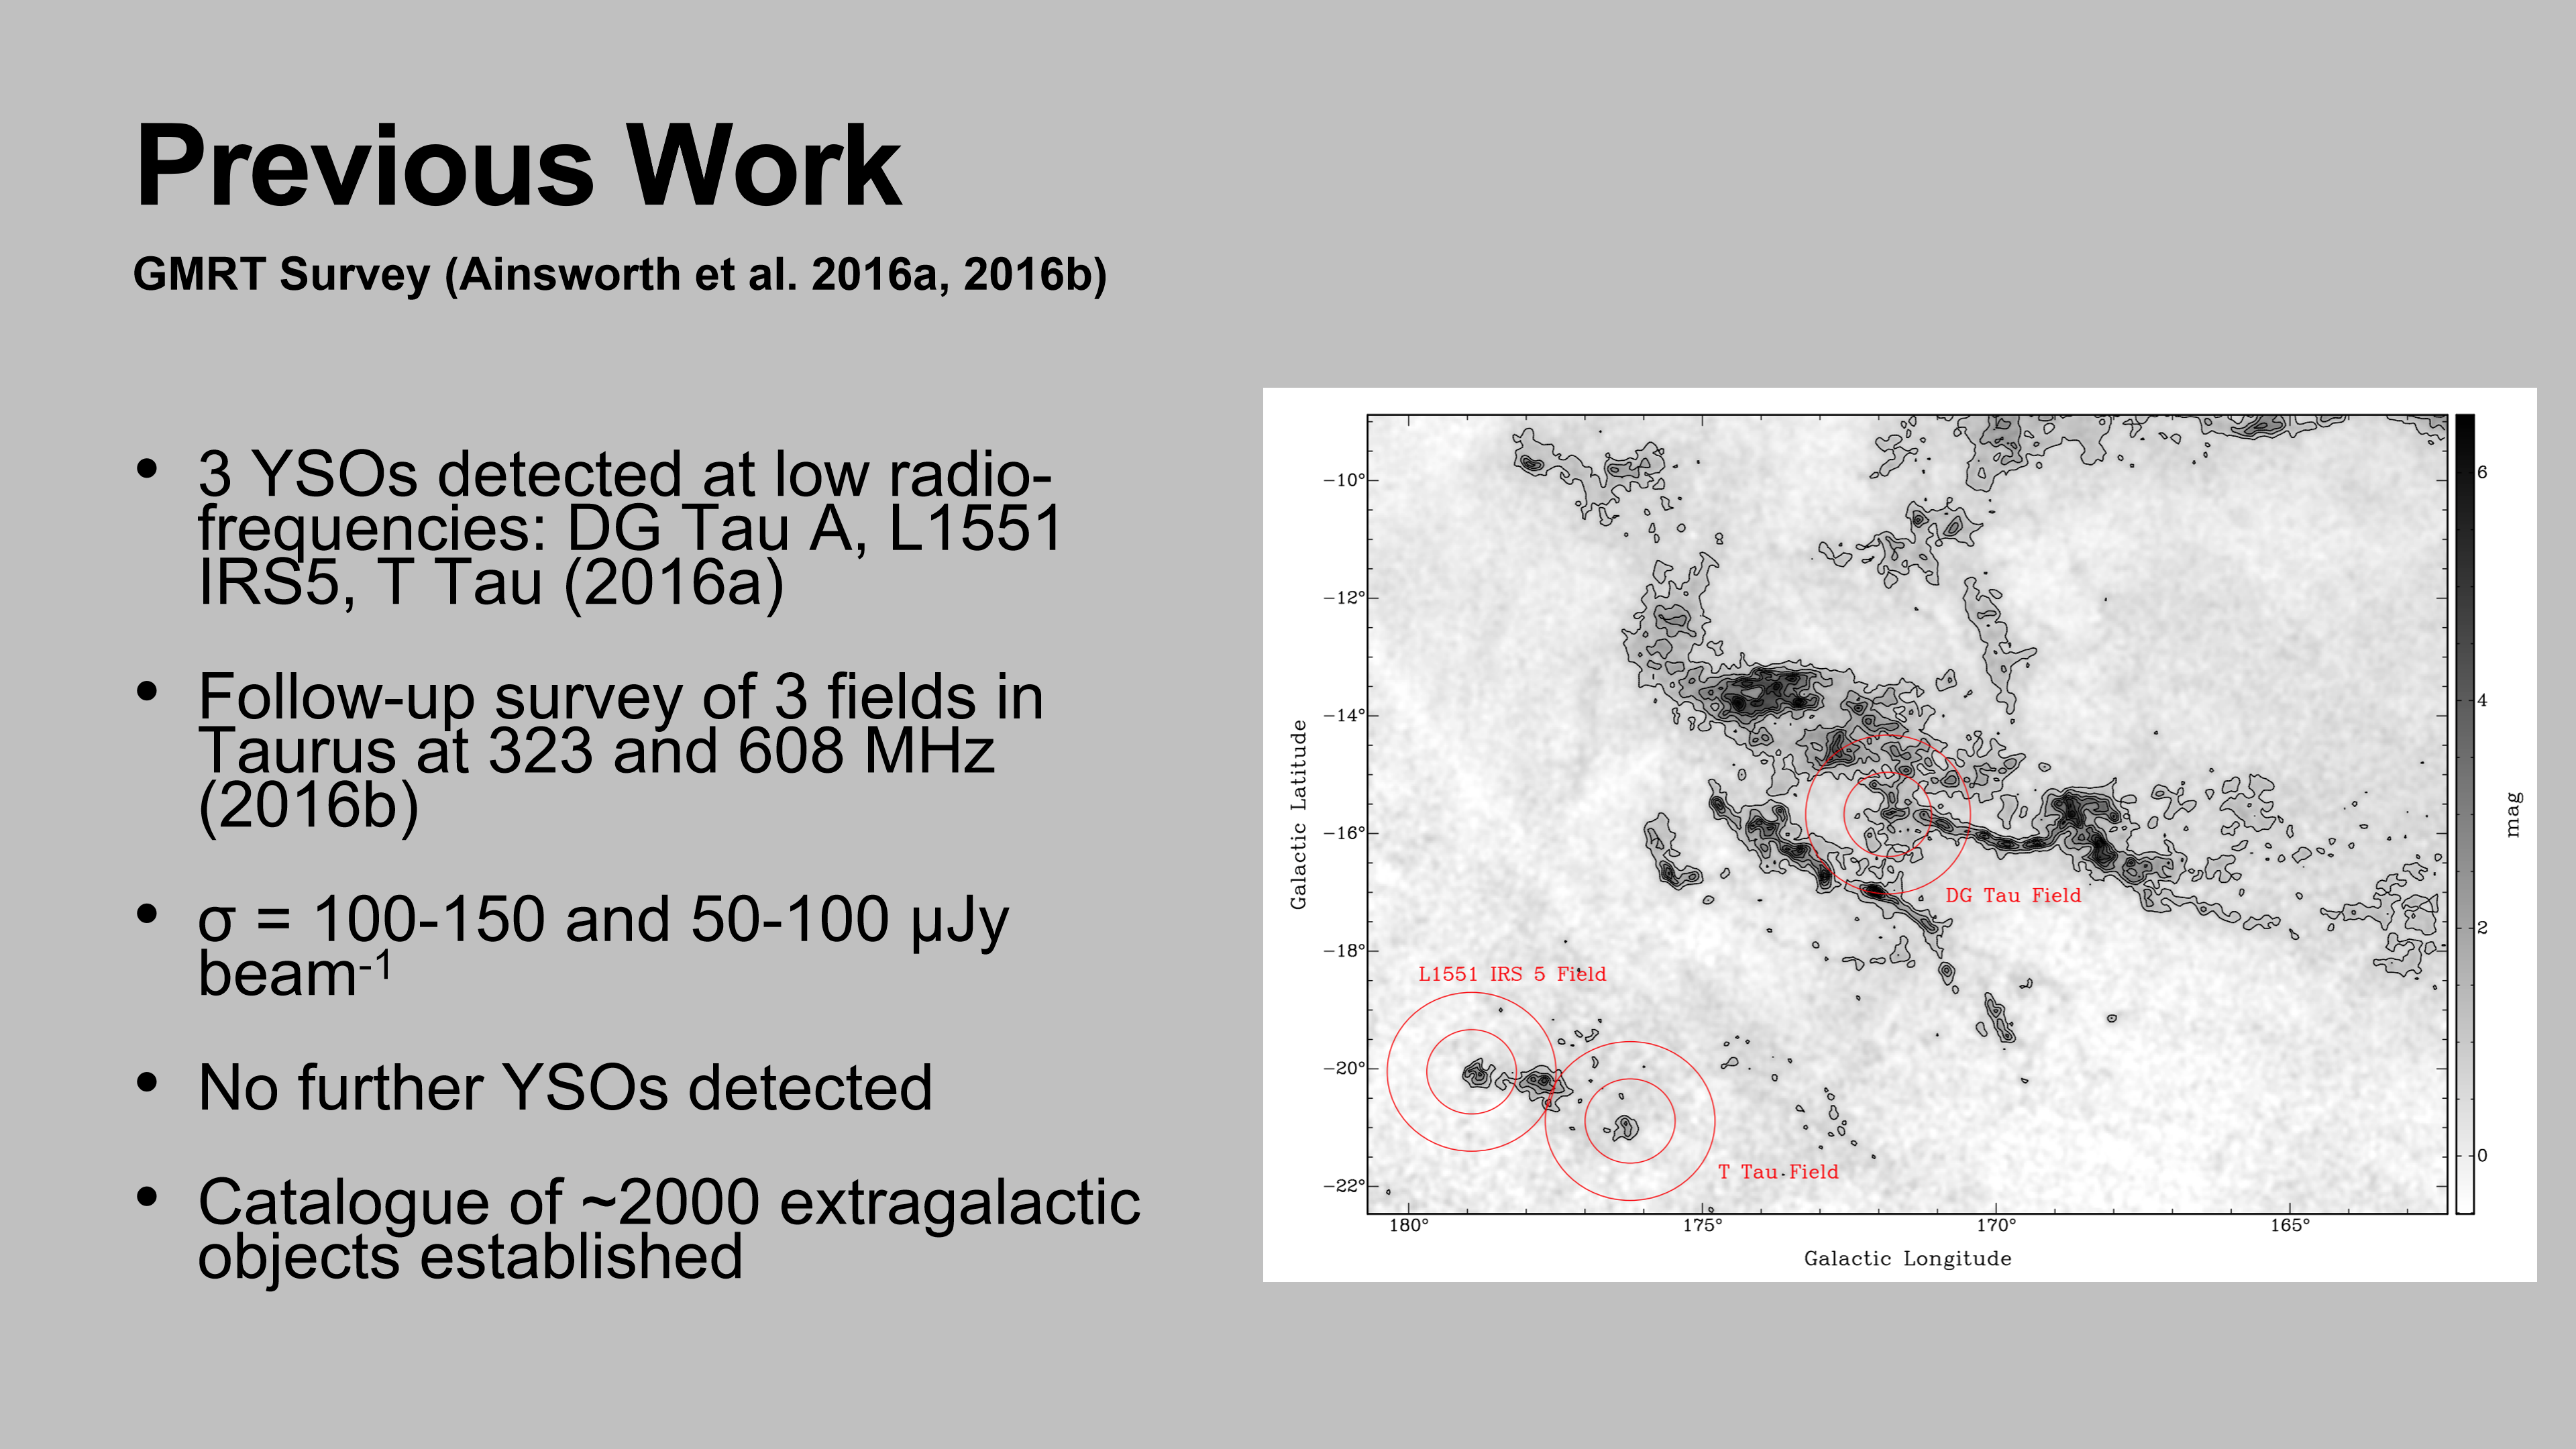 Previous Work
GMRT Survey (Ainsworth et al. 2016a, 2016b)
• 3 YSOs detected at low radio-
frequencies: DG Tau A, L1551
IRS5, T Tau (2016a)
• Follow-up survey of 3 fields in
Taurus at 323 and 608 MHz
(2016b)
• σ = 100-150 and 50-100 µJy
beam⁻¹
• No further YSOs detected
• Catalogue of ~2000 extragalactic
objects established
Galactic Latitude
−10°
−12°
−14°
−16°
−18°
−20°
−22°
DG Tau Field
L1551 IRS 5 Field
T Tau Field
180° 175° 170° 165°
Galactic Longitude
6
4
2
0
mag